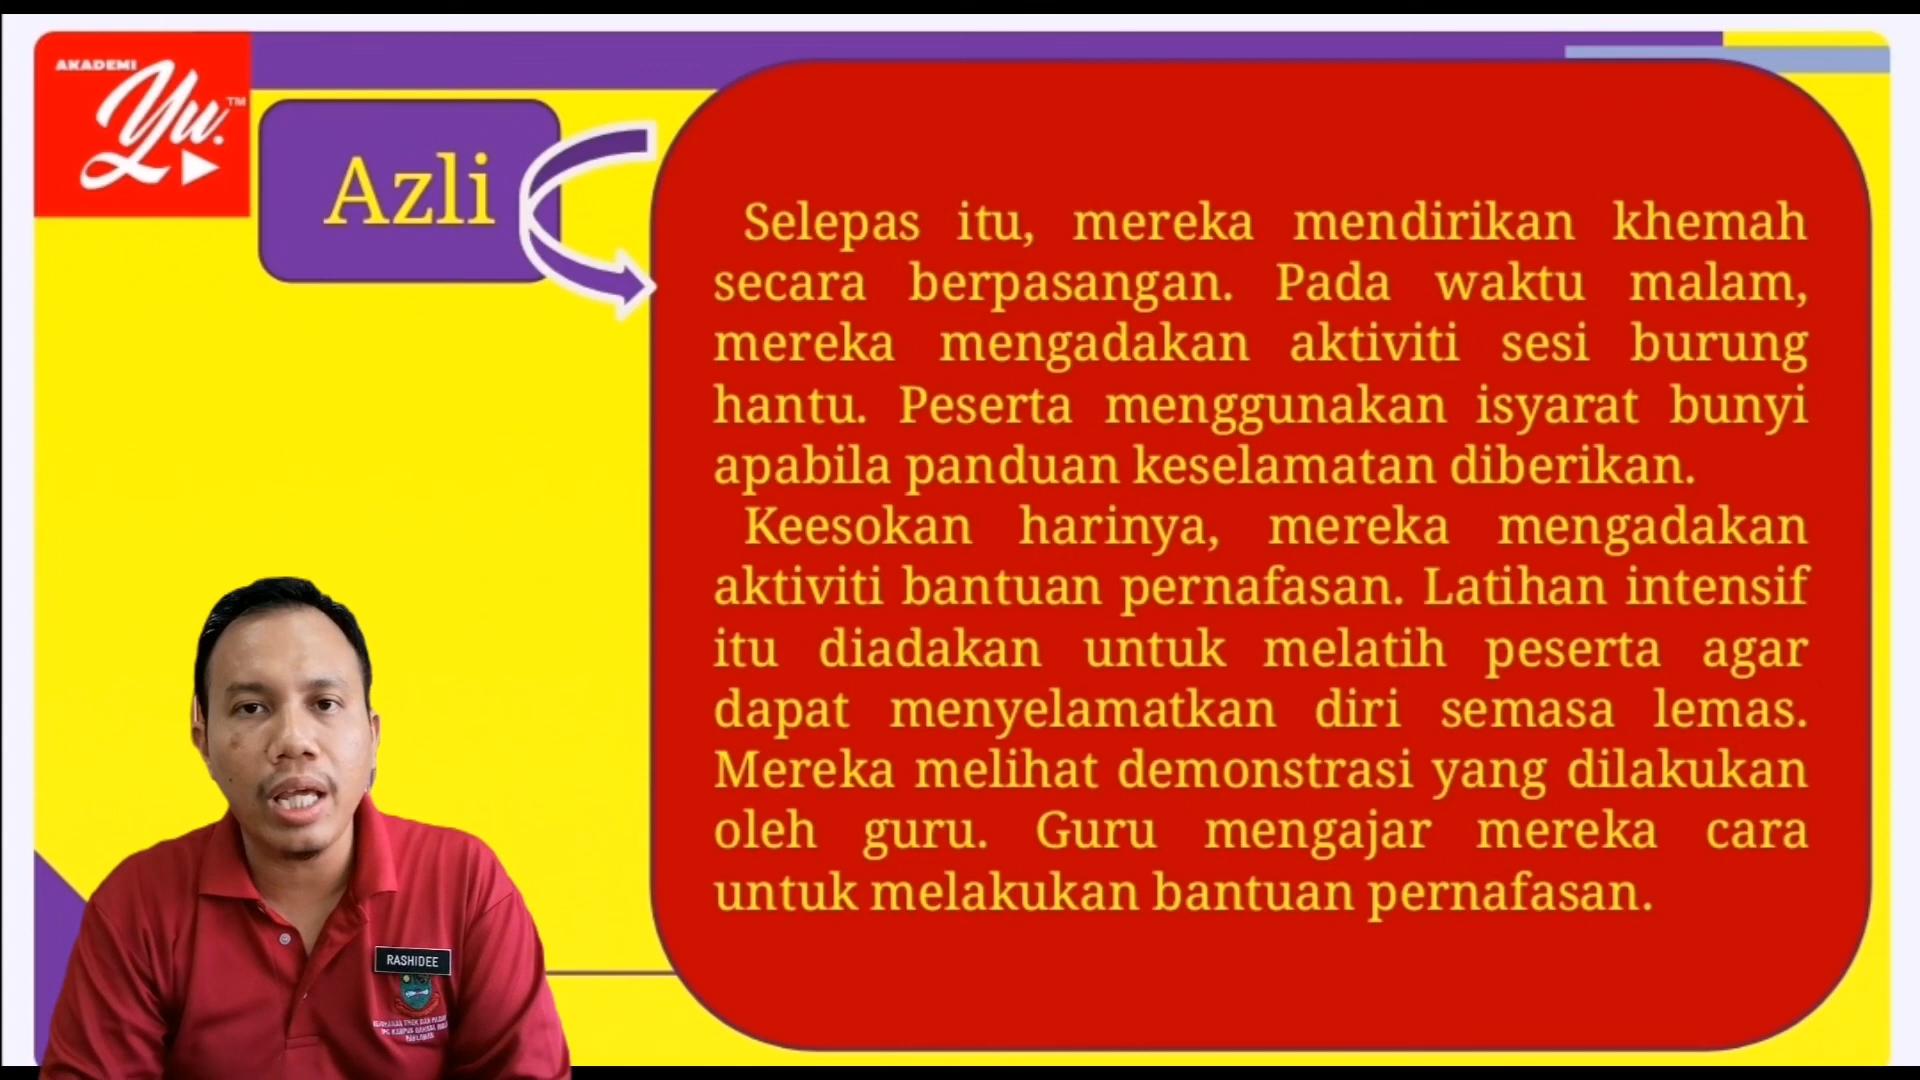 AKADEMI
Yu.™
Azli
Selepas itu, mereka mendirikan khemah
secara berpasangan. Pada waktu malam,
mereka mengadakan aktiviti sesi burung
hantu. Peserta menggunakan isyarat bunyi
apabila panduan keselamatan diberikan.
Keesokan harinya, mereka mengadakan
aktiviti bantuan pernafasan. Latihan intensif
itu diadakan untuk melatih peserta agar
dapat menyelamatkan diri semasa lemas.
Mereka melihat demonstrasi yang dilakukan
oleh guru. Guru mengajar mereka cara
untuk melakukan bantuan pernafasan.
RASHIDEE